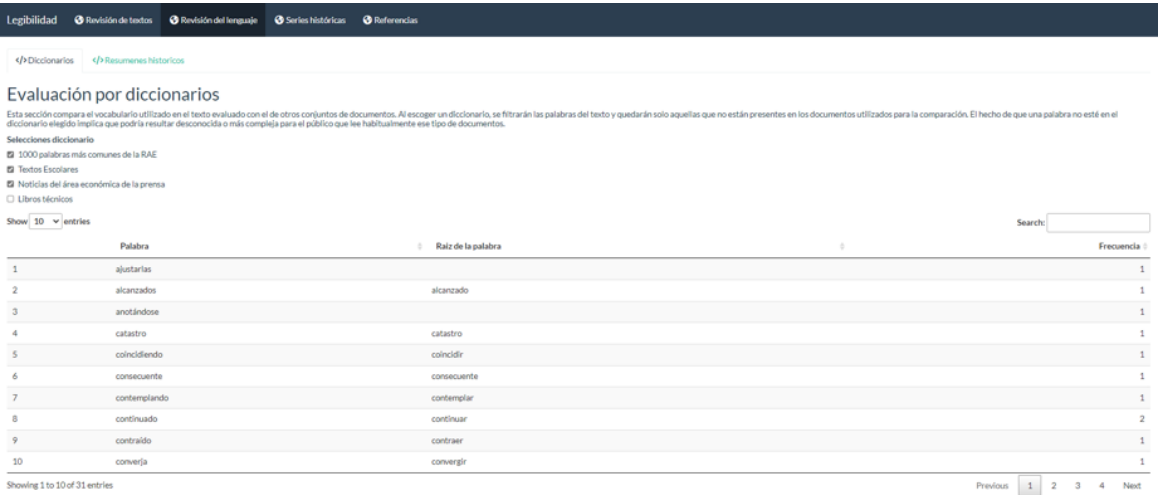 Legibilidad Revisión de textos Revisión del lenguaje Series históricas Referencias
</>Diccionarios </>Resumenes historicos
Evaluación por diccionarios
Esta sección compara el vocabulario utilizado en el texto evaluado con el de otros conjuntos de documentos. Al escoger un diccionario, se filtrarán las palabras del texto y quedarán solo aquellas que no están presentes en los documentos utilizados para la comparación. El hecho de que una palabra no esté en el
diccionario elegido implica que podría resultar desconocida o más compleja para el público que lee habitualmente ese tipo de documentos.
Selecciones diccionario
1000 palabras más comunes de la RAE
Textos Escolares
Noticias del área económica de la prensa
Libros técnicos
Show 10 entries Search:
Palabra Raíz de la palabra Frecuencia
1 ajustarlas 1
2 alcanzados alcanzado 1
3 anotándose 1
4 catastro catastro 1
5 coincidiendo coincidir 1
6 consecuente consecuente 1
7 contemplando contemplar 1
8 continuado continuar 2
9 contraído contraer 1
10 converja convergir 1
Showing 1 to 10 of 31 entries Previous 1 2 3 4 Next